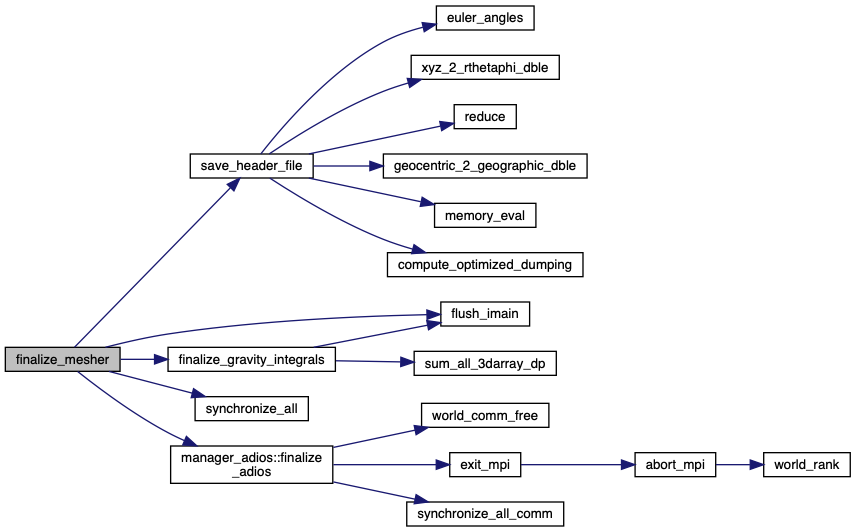 euler_angles
xyz_2_rthetaphi_dble
reduce
save_header_file
geocentric_2_geographic_dble
memory_eval
compute_optimized_dumping
flush_imain
finalize_mesher
finalize_gravity_integrals
sum_all_3darray_dp
synchronize_all
world_comm_free
manager_adios::finalize
_adios
exit_mpi
abort_mpi
world_rank
synchronize_all_comm